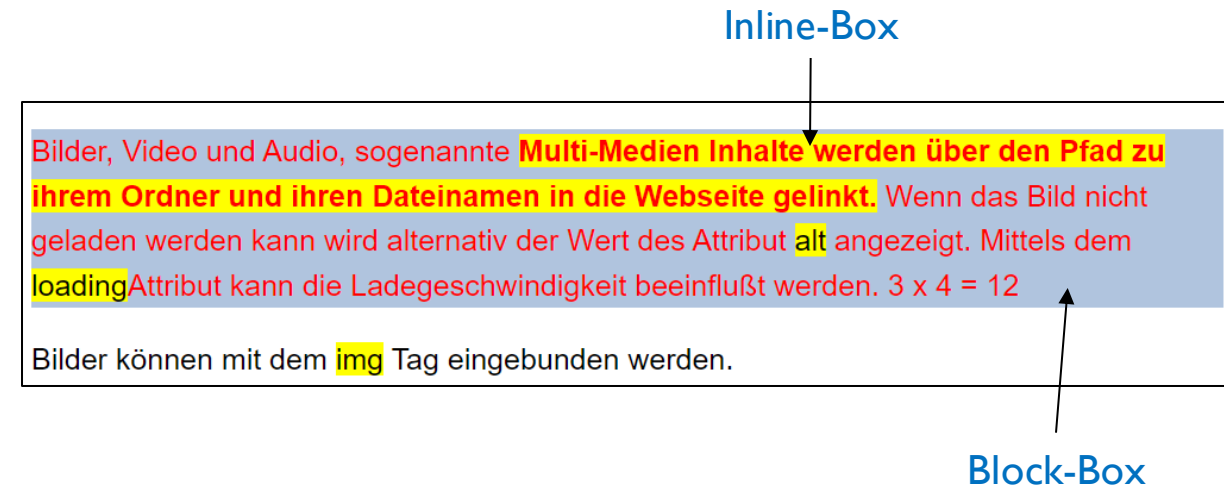 Inline-Box
Bilder, Video und Audio, sogenannte Multi-Medien Inhalte werden über den Pfad zu
ihrem Ordner und ihren Dateinamen in die Webseite gelinkt. Wenn das Bild nicht
geladen werden kann wird alternativ der Wert des Attribut alt angezeigt. Mittels dem
loadingAttribut kann die Ladegeschwindigkeit beeinflußt werden. 3 x 4 = 12
Bilder können mit dem img Tag eingebunden werden.
Block-Box